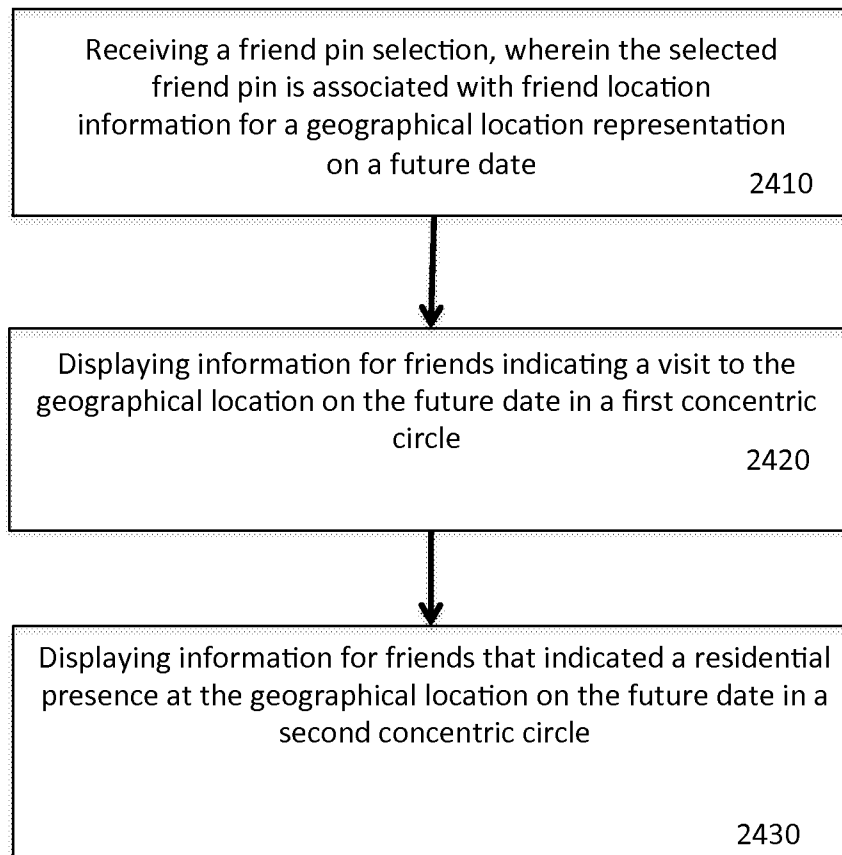 Receiving a friend pin selection, wherein the selected
friend pin is associated with friend location
information for a geographical location representation
on a future date
2410
Displaying information for friends indicating a visit to the
geographical location on the future date in a first concentric
circle
2420
Displaying information for friends that indicated a residential
presence at the geographical location on the future date in a
second concentric circle
2430